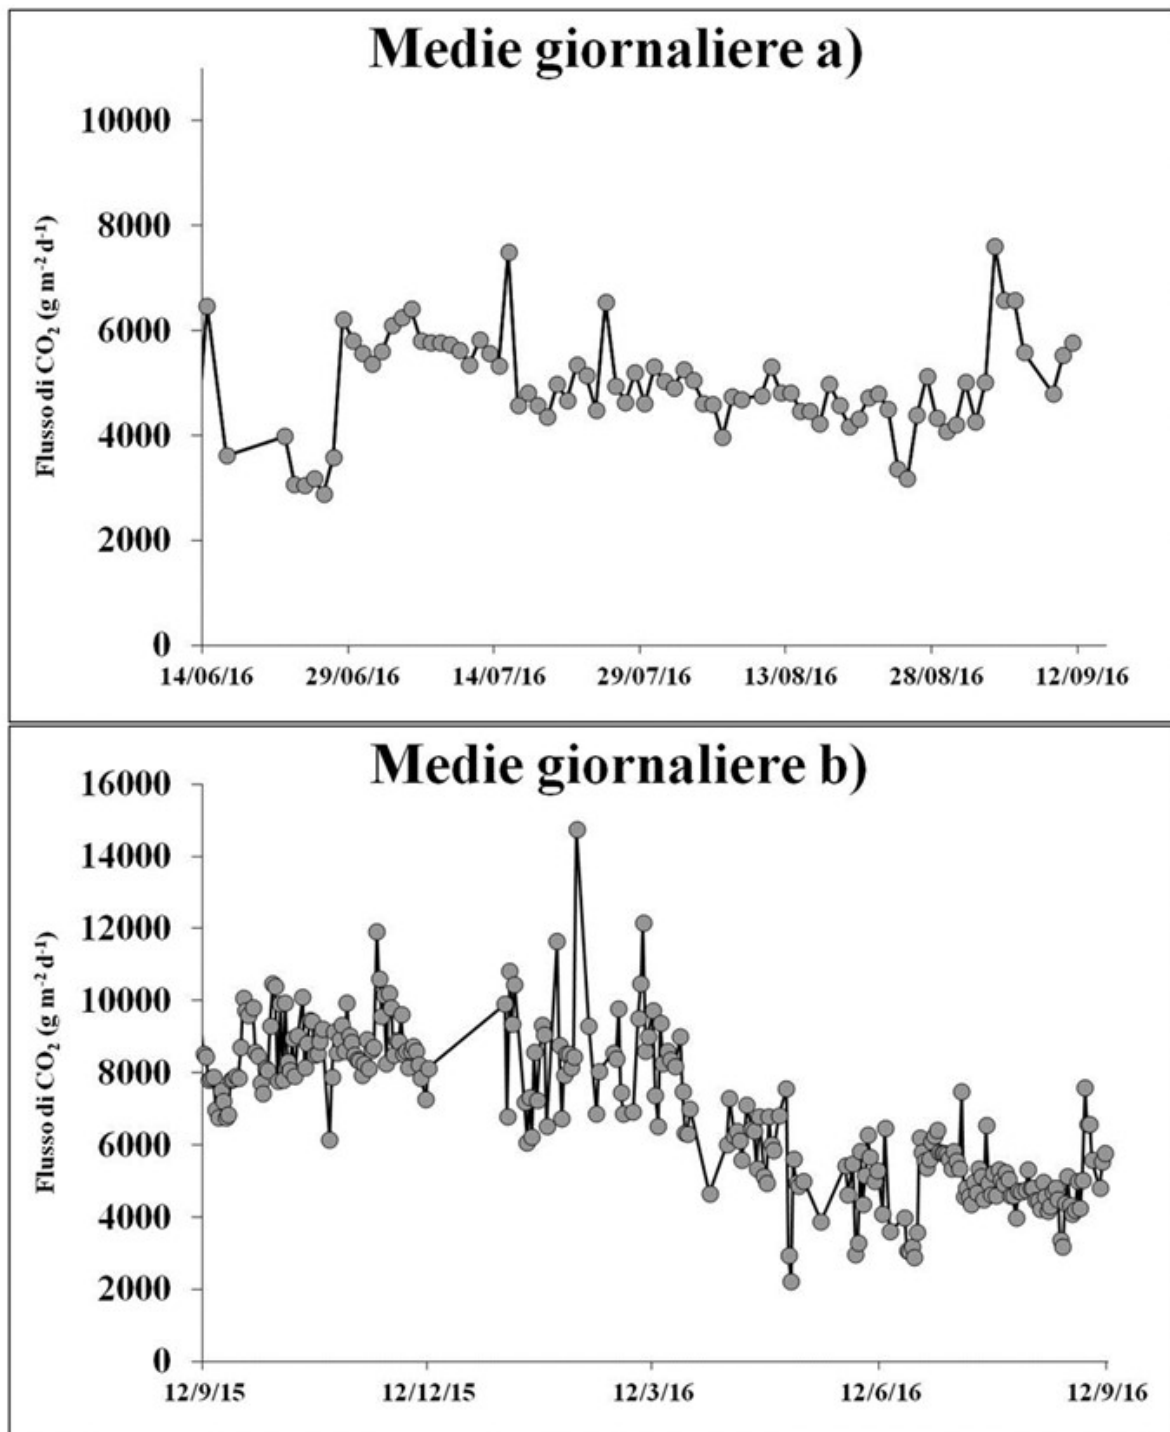 Medie giornaliere a)
Flusso di CO₂ (g m⁻² d⁻¹)
10000
8000
6000
4000
2000
0
14/06/16 29/06/16 14/07/16 29/07/16 13/08/16 28/08/16 12/09/16
Medie giornaliere b)
Flusso di CO₂ (g m⁻² d⁻¹)
16000
14000
12000
10000
8000
6000
4000
2000
0
12/9/15 12/12/15 12/3/16 12/6/16 12/9/16